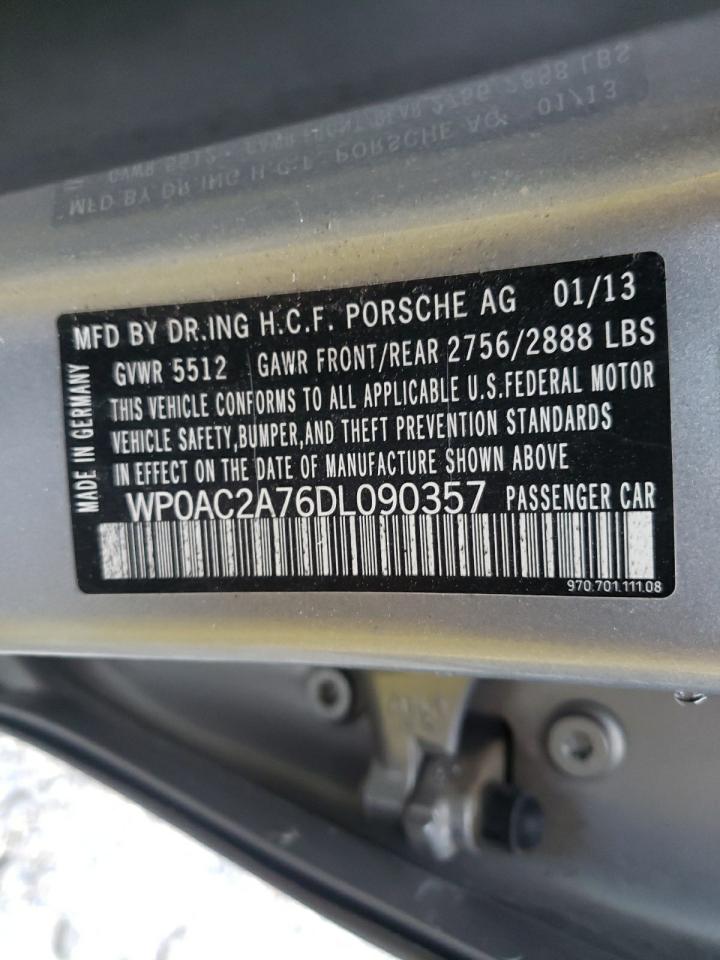 MFD BY DR.ING H.C.F. PORSCHE AG 01/13
GVWR 5512 GAWR FRONT/REAR 2756/2888 LBS
THIS VEHICLE CONFORMS TO ALL APPLICABLE U.S.FEDERAL MOTOR
VEHICLE SAFETY,BUMPER,AND THEFT PREVENTION STANDARDS
IN EFFECT ON THE DATE OF MANUFACTURE SHOWN ABOVE
WP0AC2A76DL090357 PASSENGER CAR
970.701.111.08
MADE IN GERMANY